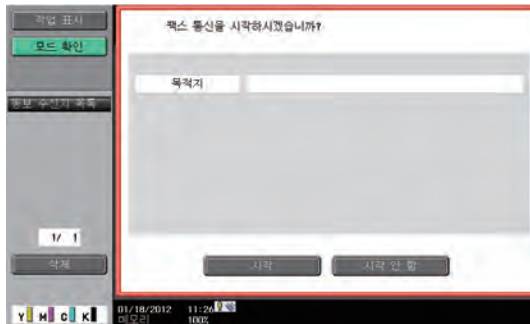 작업 표시
모드 확인
동보 수신지 목록
1/ 1
삭제
팩스 통신을 시작하시겠습니까?
목적지
시작
시작 안 함
Y M C K
01/18/2012 11:26
메모리 100%